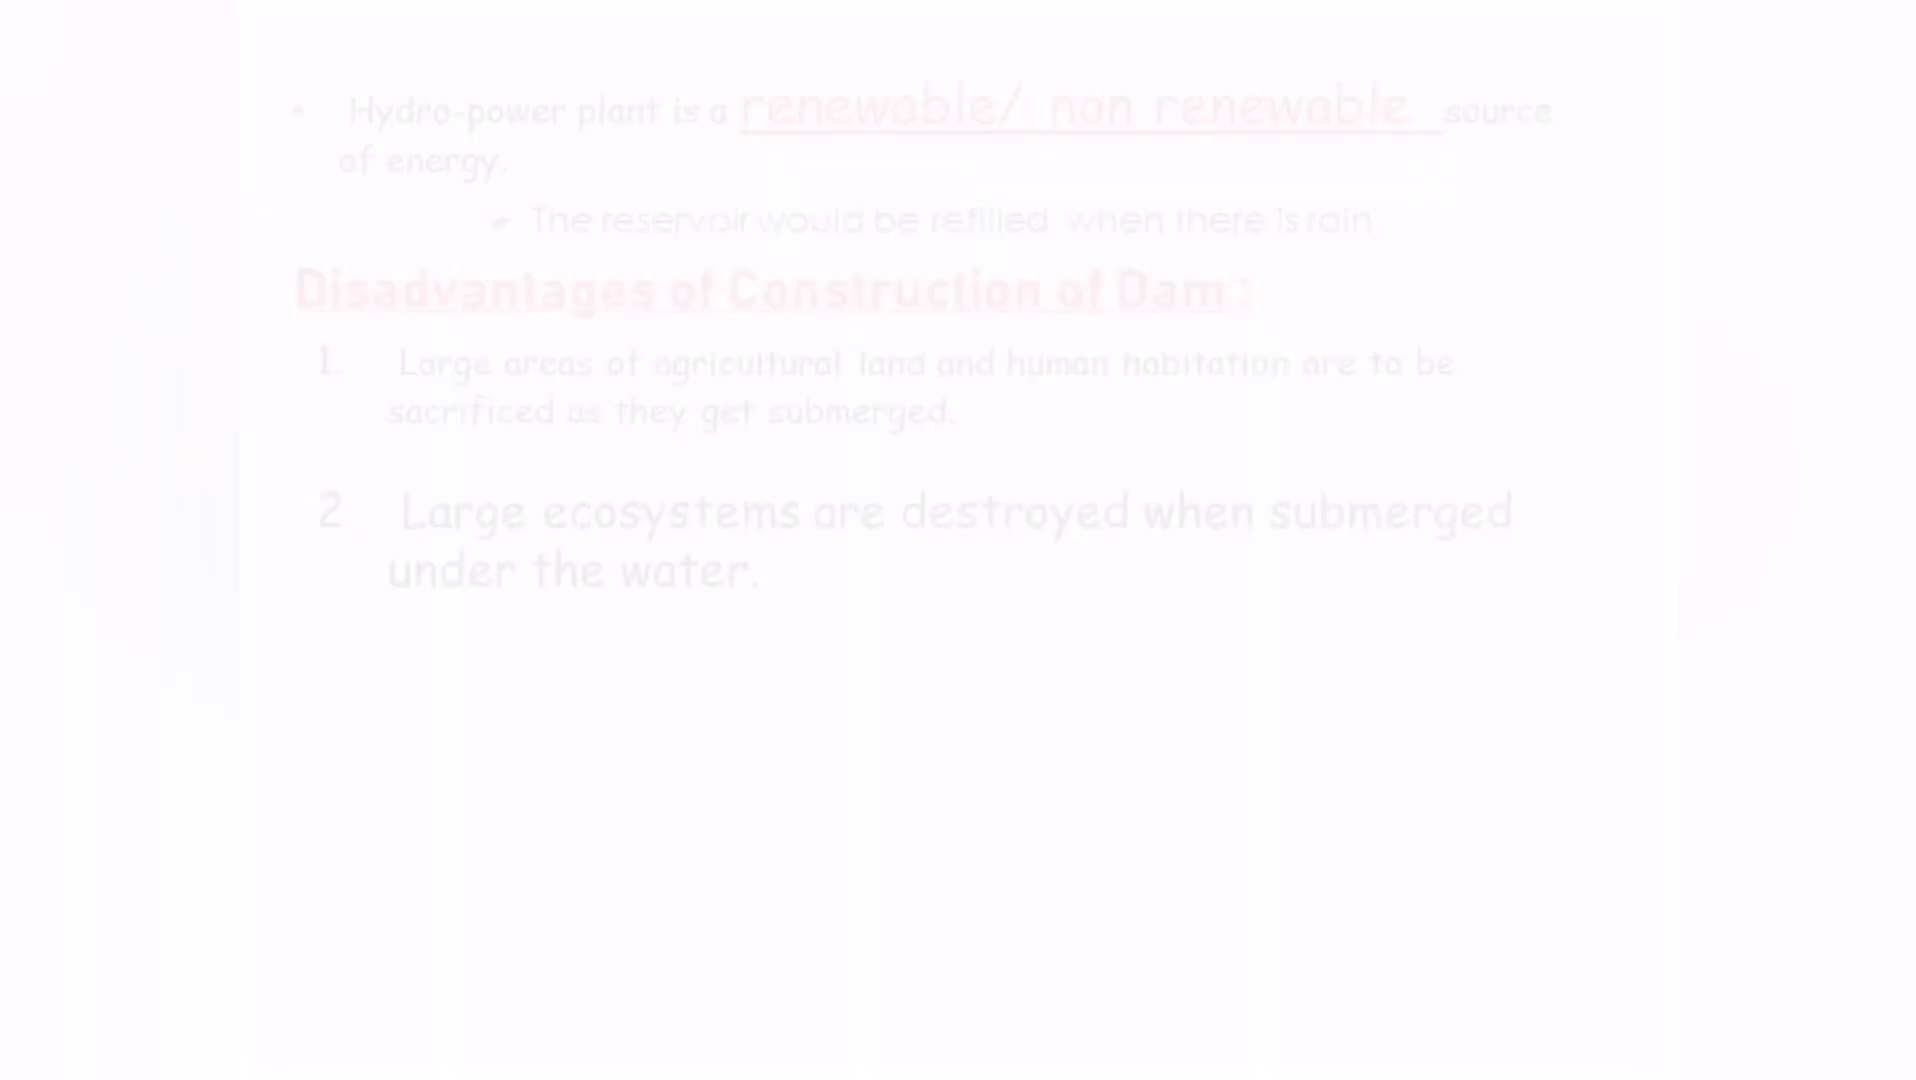 • Hydro-power plant is a renewable/ non renewable source
of energy.
The reservoir would be refilled when there is rain.
Disadvantages of Construction of Dam :
1. Large areas of agricultural land and human habitation are to be
sacrificed as they get submerged.
2. Large ecosystems are destroyed when submerged
under the water.